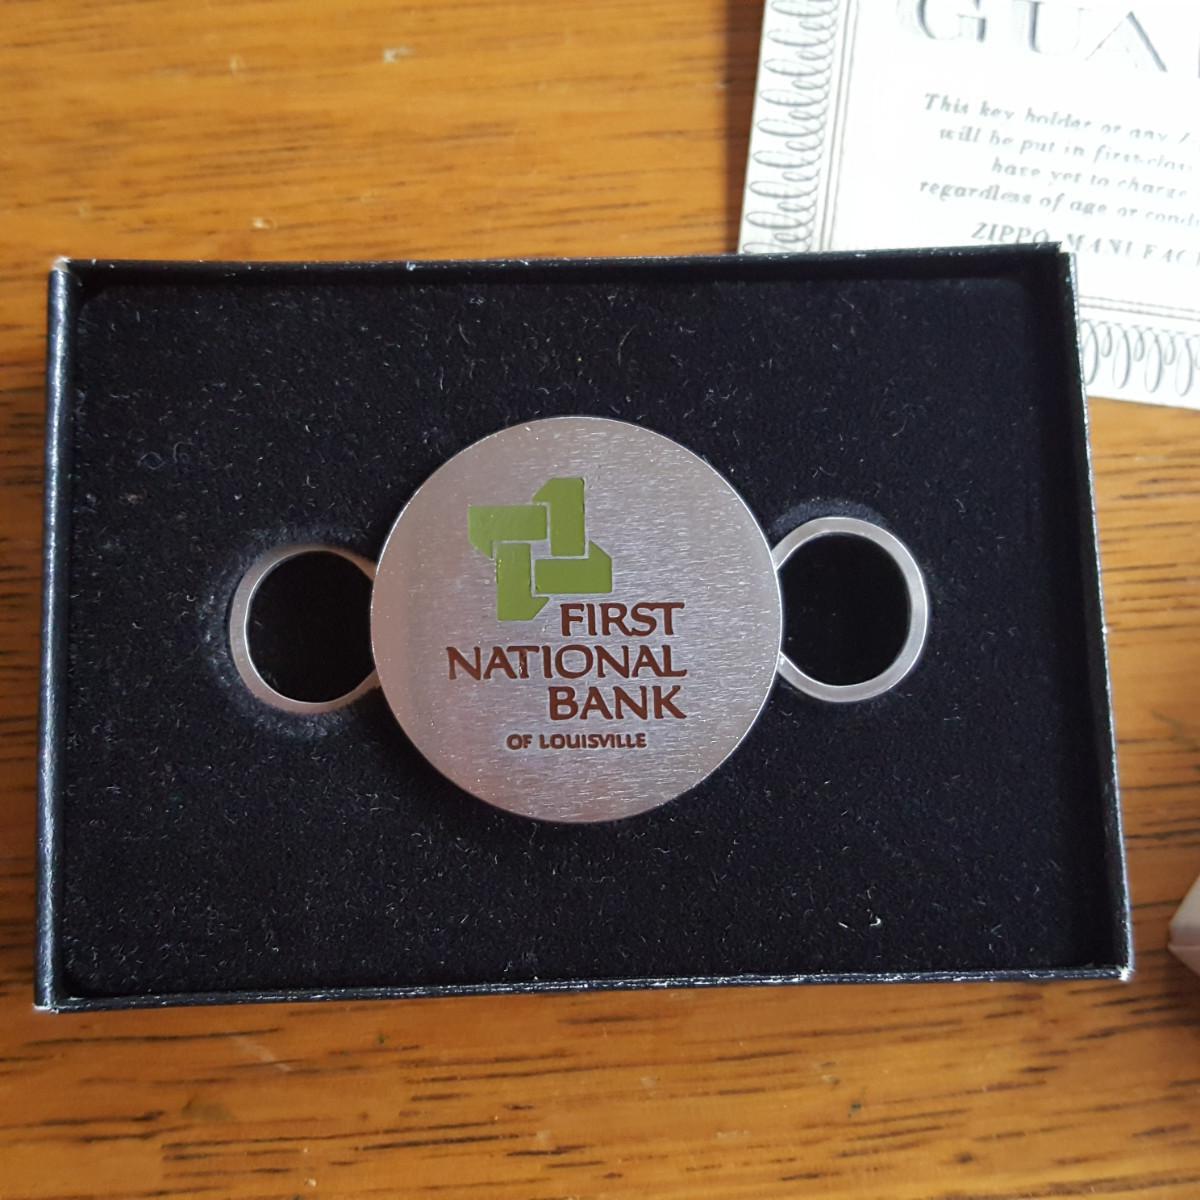 GUA
This key holder or any Z
will be put in first-class
have yet to charge
regardless of age or condi
ZIPPO MANUFAC
FIRST
NATIONAL
BANK
OF LOUISVILLE